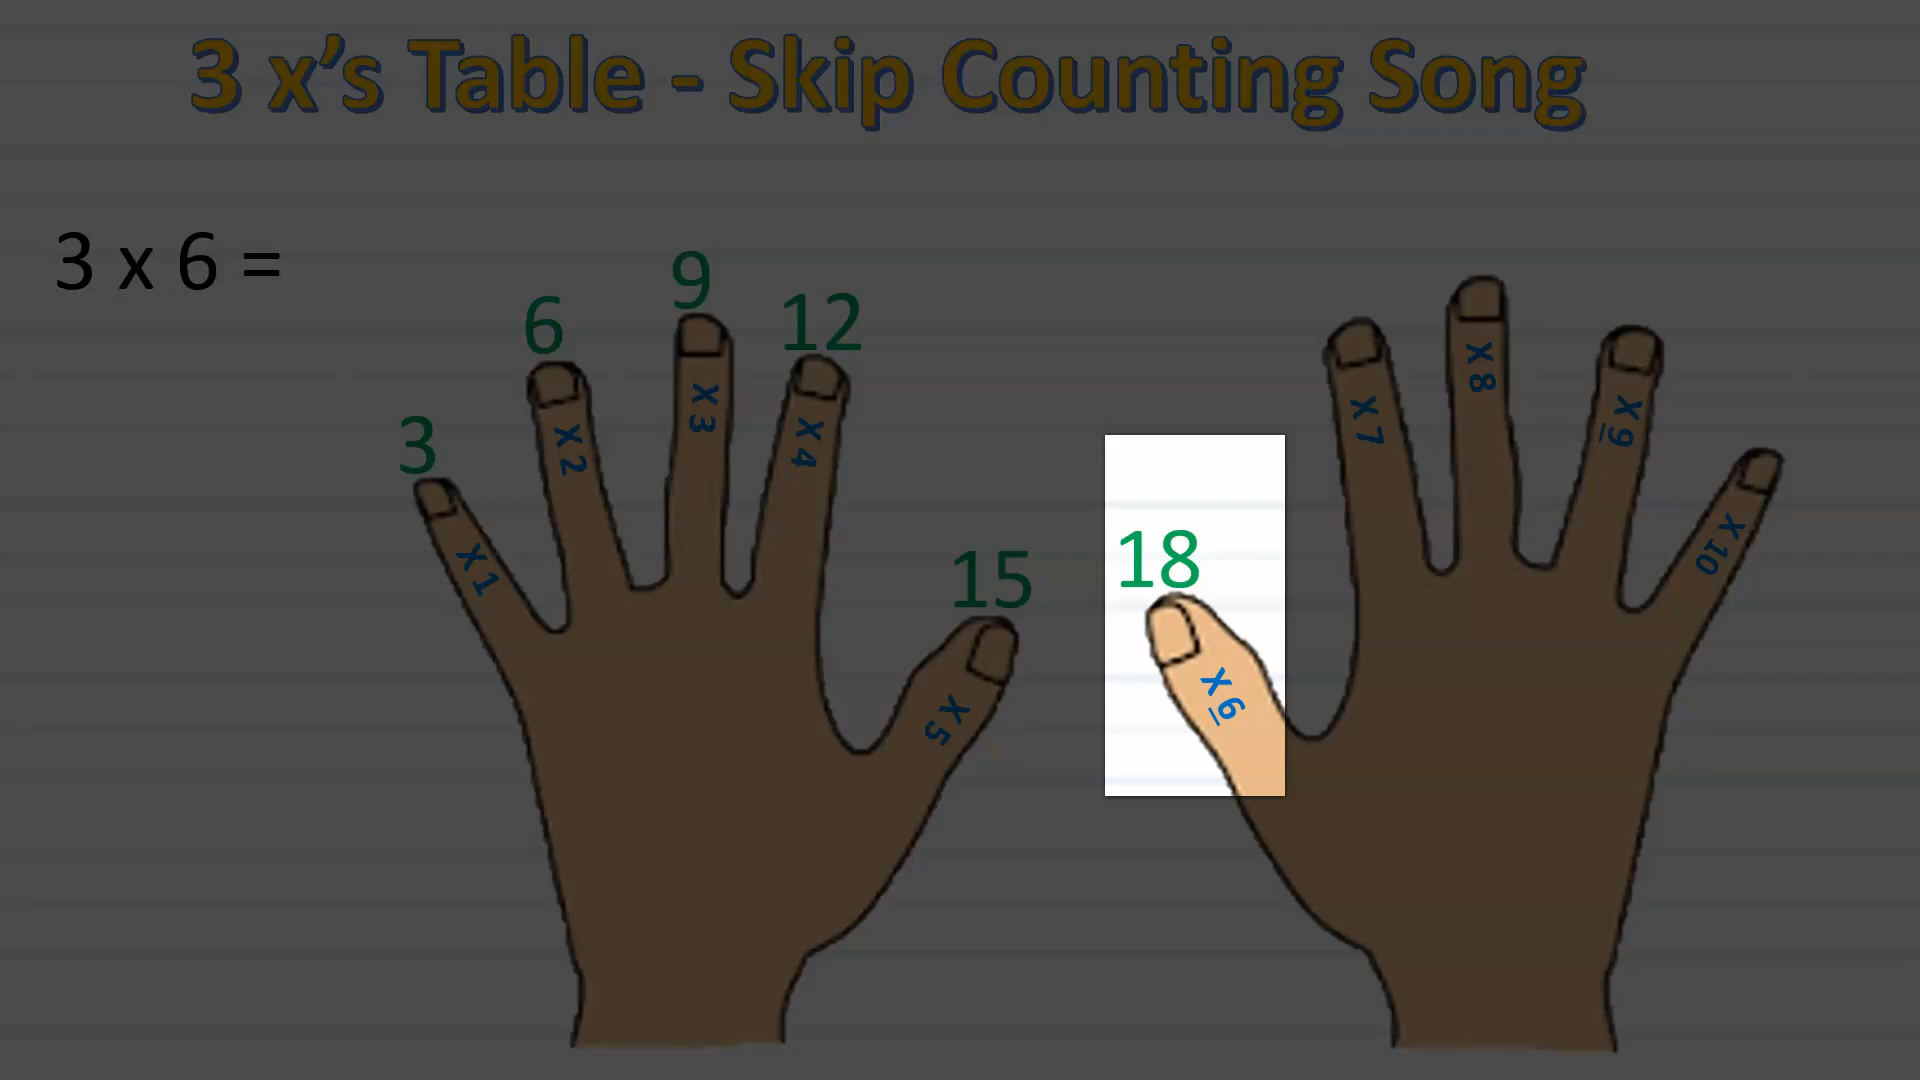 3 x’s Table - Skip Counting Song
3 x 6 =
3
6
9
12
15
18
X 1
X 2
X 3
X 4
X 5
X 6
X 7
X 8
X 9
X 10